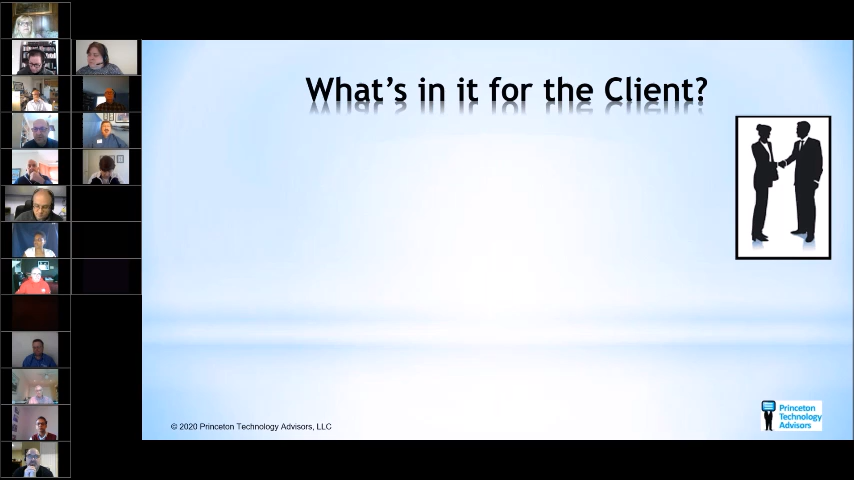 What's in it for the Client?
© 2020 Princeton Technology Advisors, LLC
Princeton
Technology
Advisors